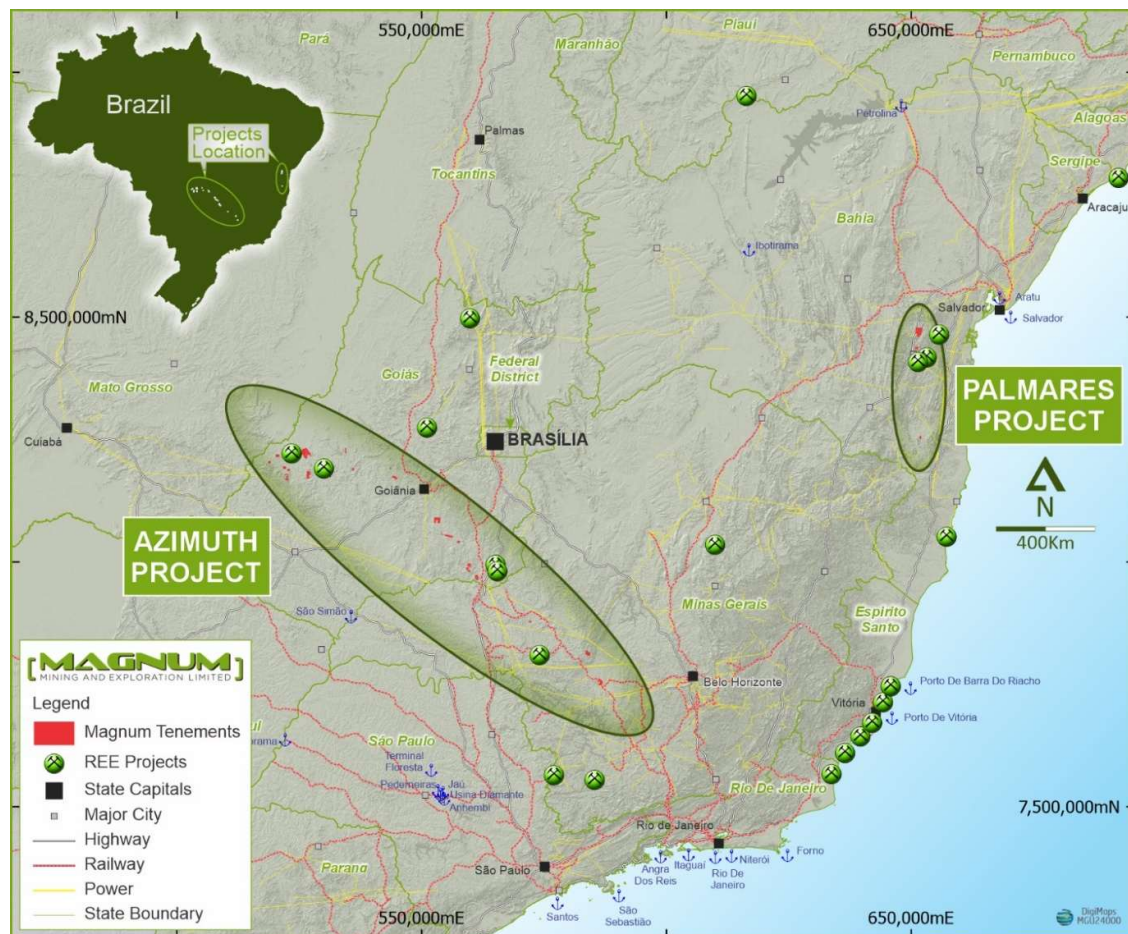 550,000mE
650,000mE
Pará
Maranhão
Piaui
Pernambuco
Brazil
Projects
Location
Palmas
Petrolina
Alagoas
Tocantins
Sergipe
Aracaju
Bahia
Ibotirama
Salvador
Aratu
Salvador
8,500,000mN
Mato Grosso
Goiás
Federal
District
PALMARES
PROJECT
Cuiabá
BRASÍLIA
Goiânia
N
400Km
AZIMUTH
PROJECT
São Simão
Minas Gerais
Espirito
Santo
MAGNUM
MINING AND EXPLORATION LIMITED
Belo Horizonte
Porto De Barra Do Riacho
Vitória
Porto De Vitória
Legend
Magnum Tenements
REE Projects
State Capitals
Major City
Highway
Railway
Power
State Boundary
São Paulo
Terminal
Floresta
Pederneiras
Jaú
Usina Diamante
Anhembi
Rio De Janeiro
7,500,000mN
Rio de Janeiro
São Paulo
Parana
Angra
Dos Reis
Itaguaí
Rio De
Janeiro
Niterói
Forno
Santos
São
Sebastião
550,000mE
650,000mE
DigiMaps
MGU24000